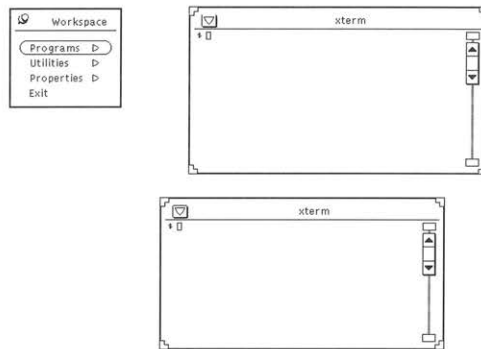 Workspace
Programs
Utilities
Properties
Exit
xterm
$
xterm
$